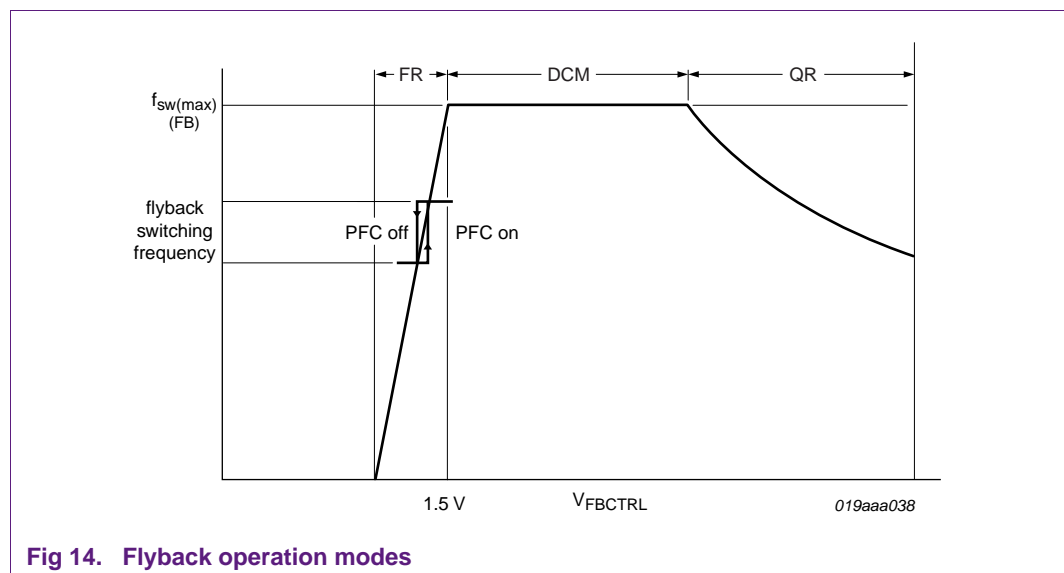 FR
DCM
QR
fsw(max)
(FB)
flyback
switching
frequency
PFC off
PFC on
1.5 V
VFBCTRL
019aaa038
Fig 14. Flyback operation modes